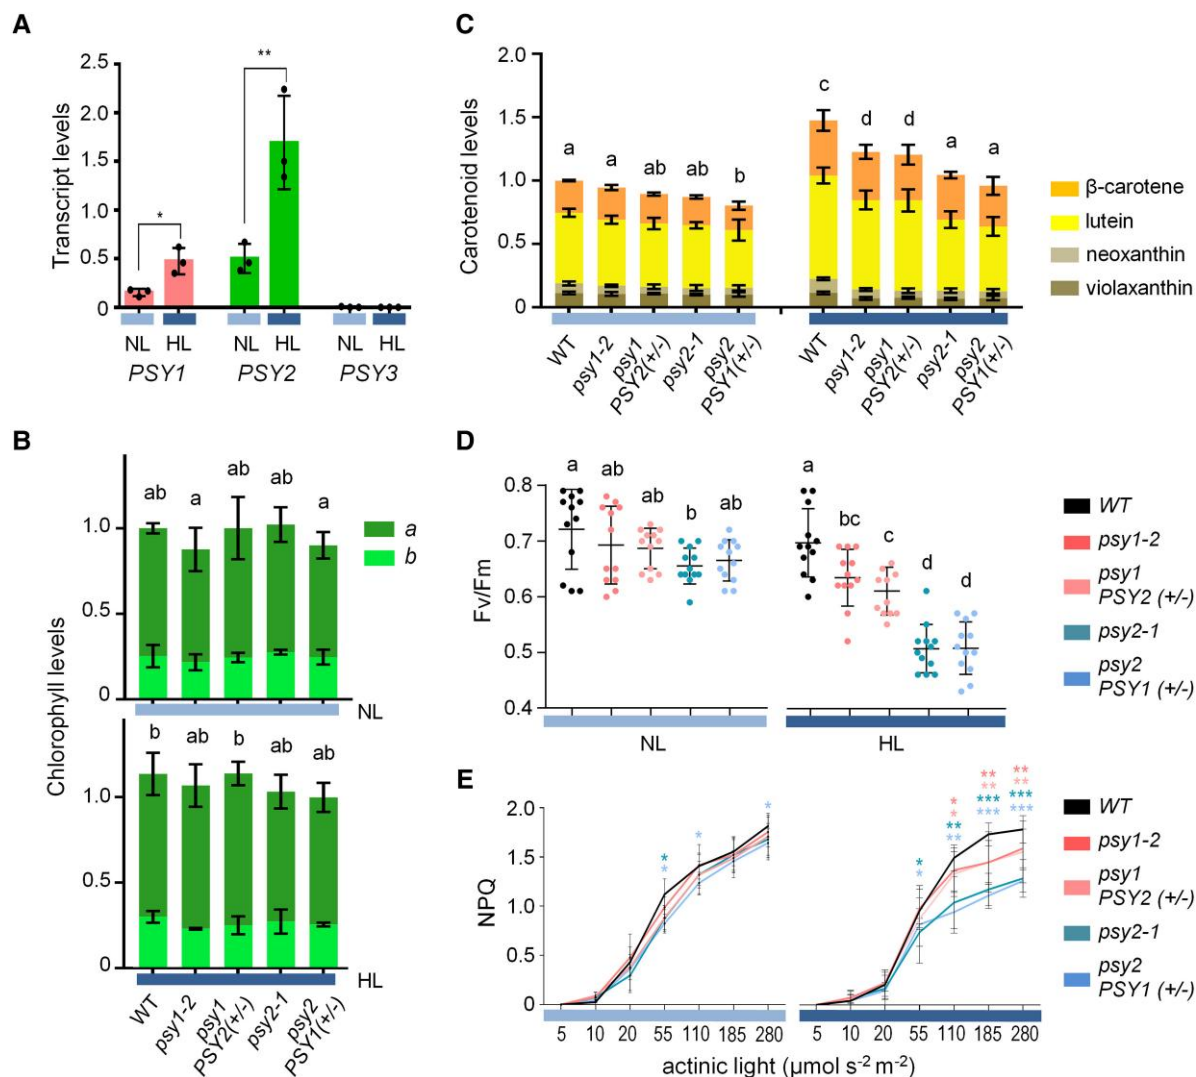 A
2.5
2.0
1.5
1.0
0.5
0
Transcript levels
*
**
NL HL NL HL NL HL
PSY1 PSY2 PSY3
B
ab a ab ab a
1.0
0.5
0
a
b
NL
Chlorophyll levels
b ab b ab ab
1.0
0.5
0
HL
WT
psy1-2
psy1
PSY2(+/-)
psy2-1
psy2
PSY1(+/-)
C
2.0
1.5
1.0
0.5
0
Carotenoid levels
a a ab ab b
c d d a a
β-carotene
lutein
neoxanthin
violaxanthin
WT
psy1-2
psy1
PSY2(+/-)
psy2-1
psy2
PSY1(+/-)
WT
psy1-2
psy1
PSY2(+/-)
psy2-1
psy2
PSY1(+/-)
D
0.8
0.7
0.6
0.5
0.4
Fv/Fm
a ab ab b ab
a bc c d d
NL HL
WT
psy1-2
psy1
PSY2 (+/-)
psy2-1
psy2
PSY1 (+/-)
E
2.0
1.5
1.0
0.5
0
NPQ
*
*
*
*
*
*
*
*
**
**
**
**
***
***
**
**
***
***
5 10 20 55 110 185 280
5 10 20 55 110 185 280
actinic light (µmol s⁻² m⁻²)
WT
psy1-2
psy1
PSY2 (+/-)
psy2-1
psy2
PSY1 (+/-)